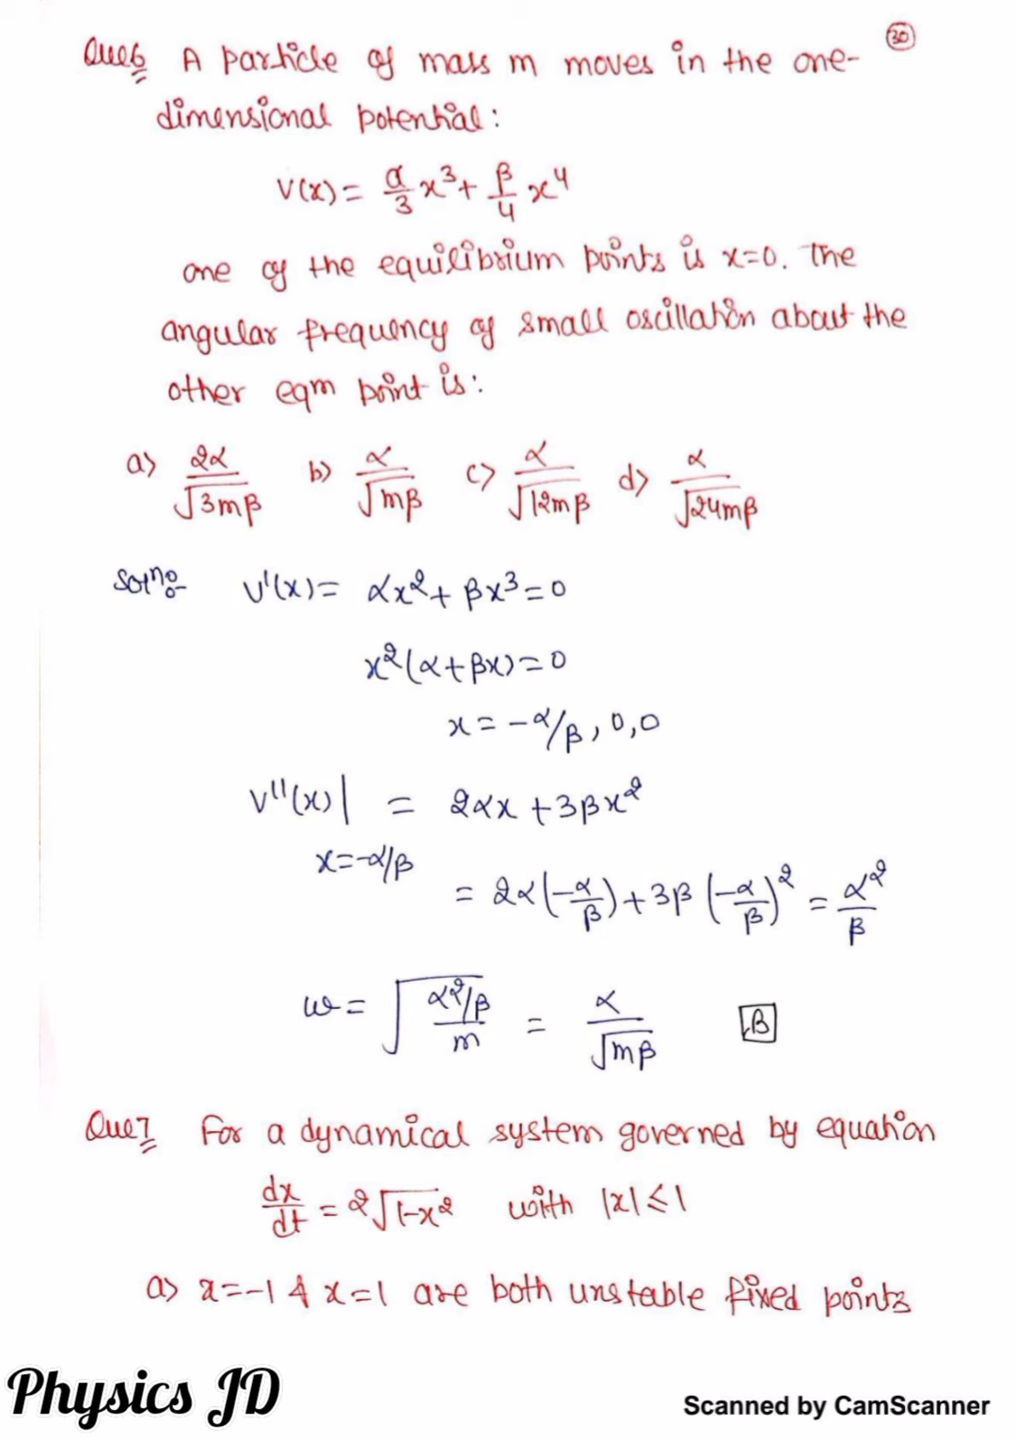 30
Que6 A particle of mass m moves in the one-
dimensional potential:
V(x) = α/3 x³ + β/4 x⁴
one of the equilibrium points is x=0. The
angular frequency of small oscillation about the
other eqm point is:
a) 2α/√3mβ b) α/√mβ c) α/√12mβ d) α/√24mβ
Soln:- V'(x) = αx² + βx³ = 0
x²(α+βx) = 0
x = -α/β, 0, 0
V''(x)| x=-α/β = 2αx + 3βx²
= 2α(-α/β) + 3β(-α/β)² = α²/β
ω = √((α²/β)/m) = α/√mβ B
Que7 For a dynamical system governed by equation
dx/dt = 2√1-x² with |x| ≤ 1
a) x=-1 & x=1 are both unstable fixed points
Physics JD
Scanned by CamScanner